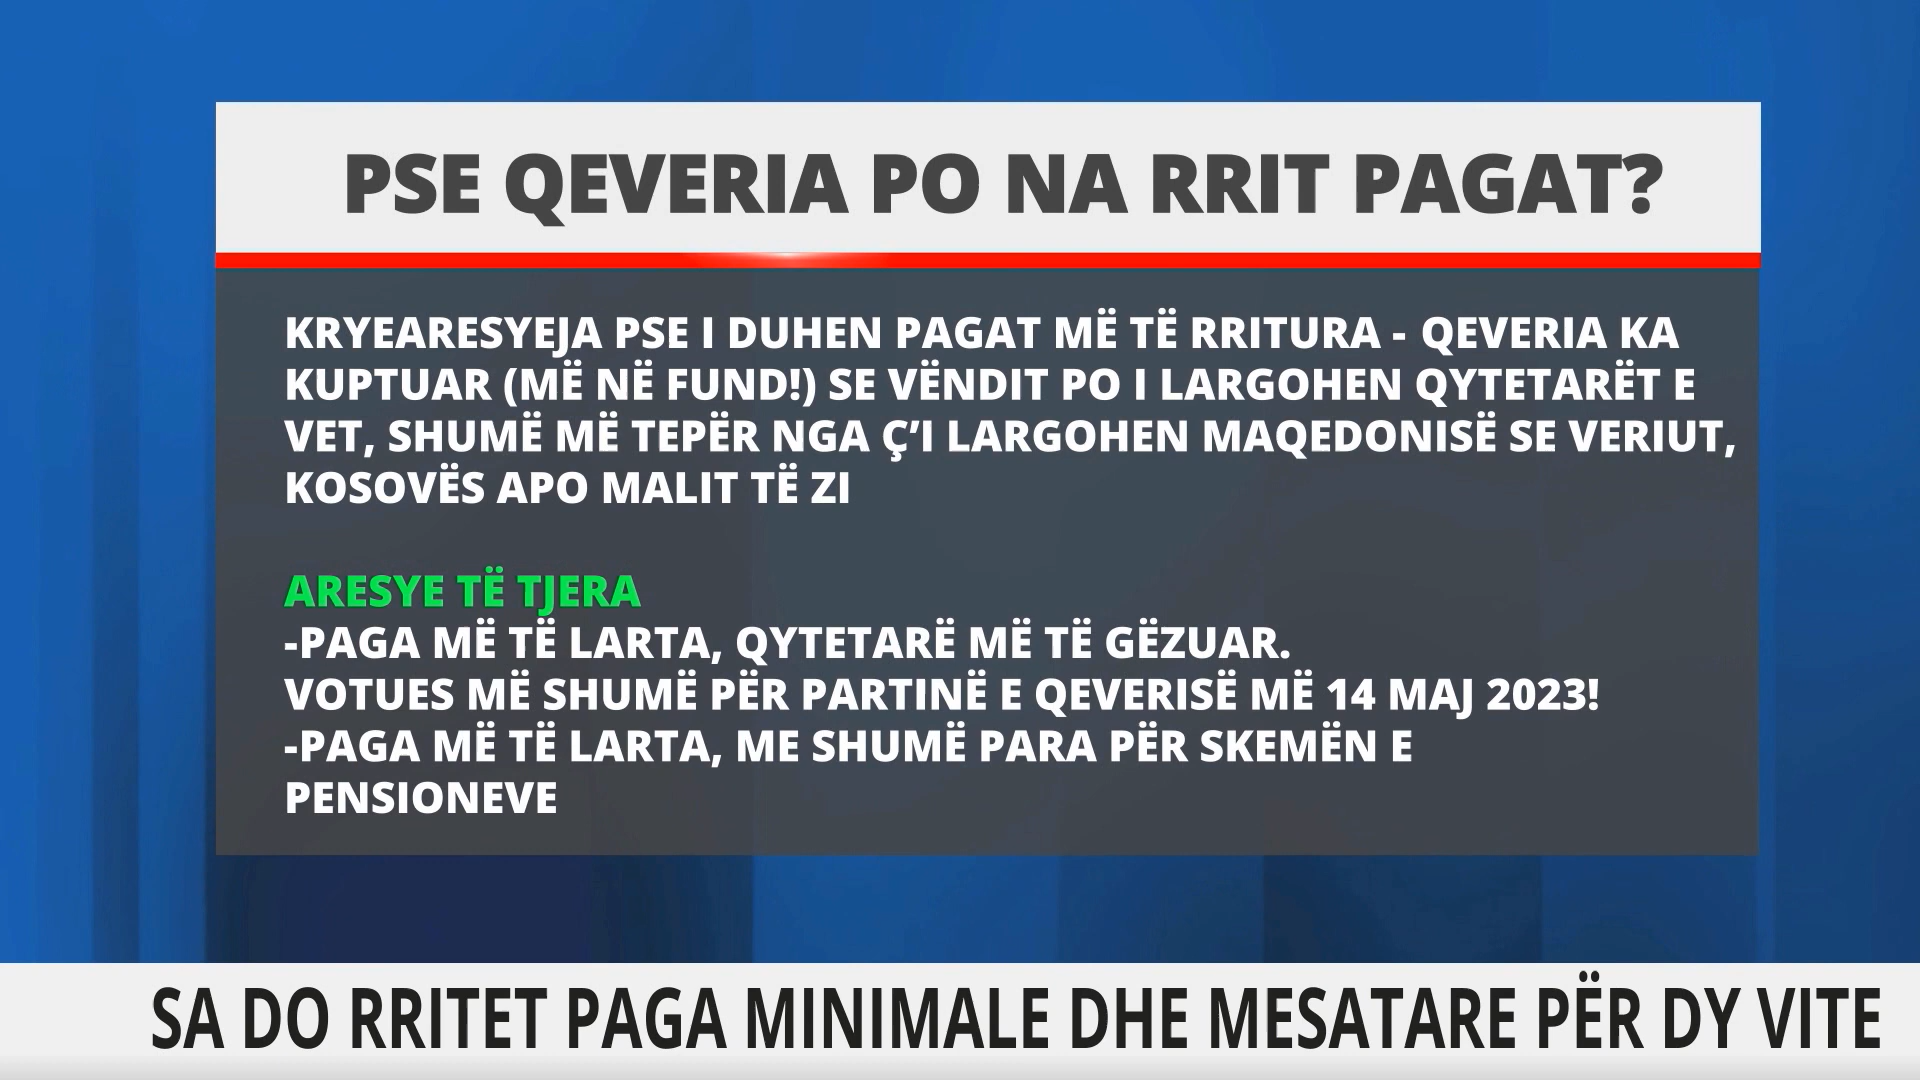 PSE QEVERIA PO NA RRIT PAGAT?
KRYEARESYEJA PSE I DUHEN PAGAT MË TË RRITURA - QEVERIA KA
KUPTUAR (MË NË FUND!) SE VËNDIT PO I LARGOHEN QYTETARËT E
VET, SHUMË MË TEPËR NGA Ç’I LARGOHEN MAQEDONISË SE VERIUT,
KOSOVËS APO MALIT TË ZI
ARESYE TË TJERA
-PAGA MË TË LARTA, QYTETARË MË TË GËZUAR.
VOTUES MË SHUMË PËR PARTINË E QEVERISË MË 14 MAJ 2023!
-PAGA MË TË LARTA, ME SHUMË PARA PËR SKEMËN E
PENSIONEVE
SA DO RRITET PAGA MINIMALE DHE MESATARE PËR DY VITE